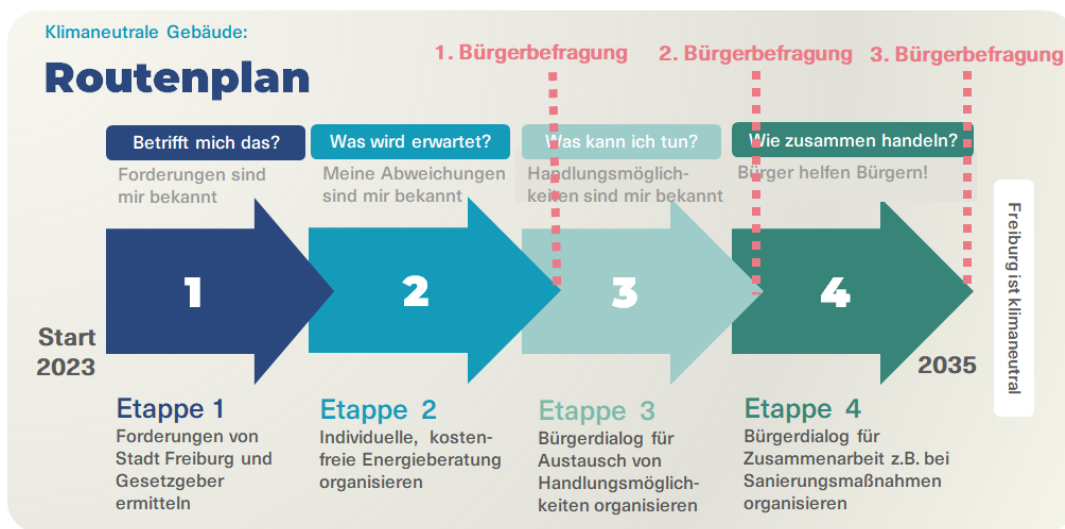 Klimaneutrale Gebäude:
Routenplan
1. Bürgerbefragung
2. Bürgerbefragung
3. Bürgerbefragung
Betrifft mich das?
Forderungen sind
mir bekannt
Was wird erwartet?
Meine Abweichungen
sind mir bekannt
Was kann ich tun?
Handlungsmöglich-
keiten sind mir bekannt
Wie zusammen handeln?
Bürger helfen Bürgern!
1
2
3
4
Start
2023
2035
Freiburg ist klimaneutral
Etappe 1
Forderungen von
Stadt Freiburg und
Gesetzgeber
ermitteln
Etappe 2
Individuelle, kosten-
freie Energieberatung
organisieren
Etappe 3
Bürgerdialog für
Austausch von
Handlungsmöglich-
keiten organisieren
Etappe 4
Bürgerdialog für
Zusammenarbeit z.B. bei
Sanierungsmaßnahmen
organisieren